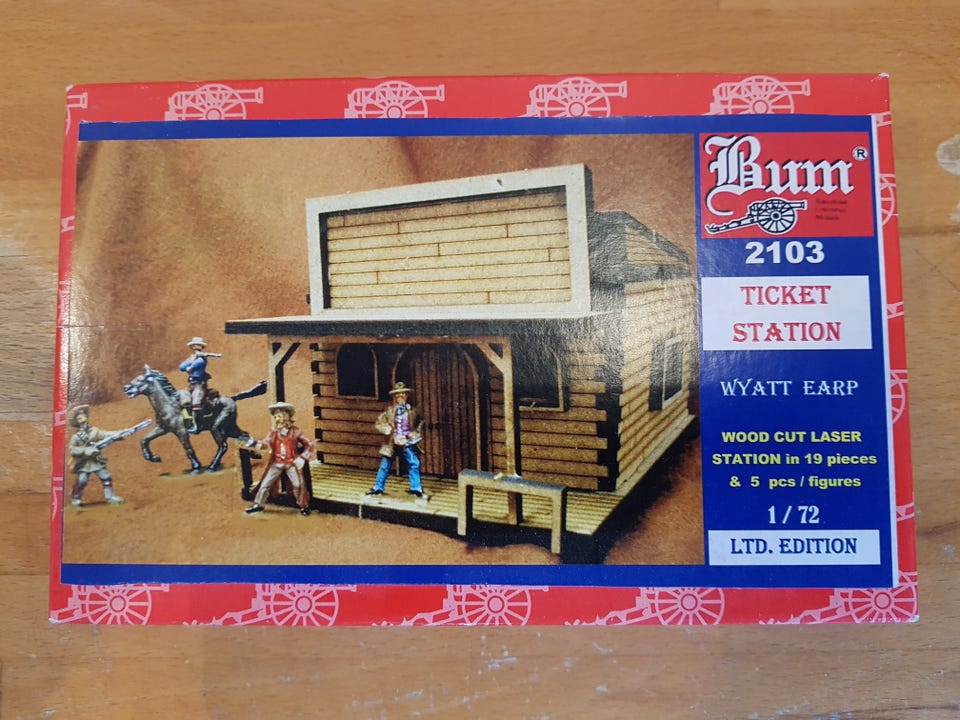 Bum ®
2103
TICKET
STATION
WYATT EARP
WOOD CUT LASER
STATION in 19 pieces
& 5 pcs / figures
1 / 72
LTD. EDITION